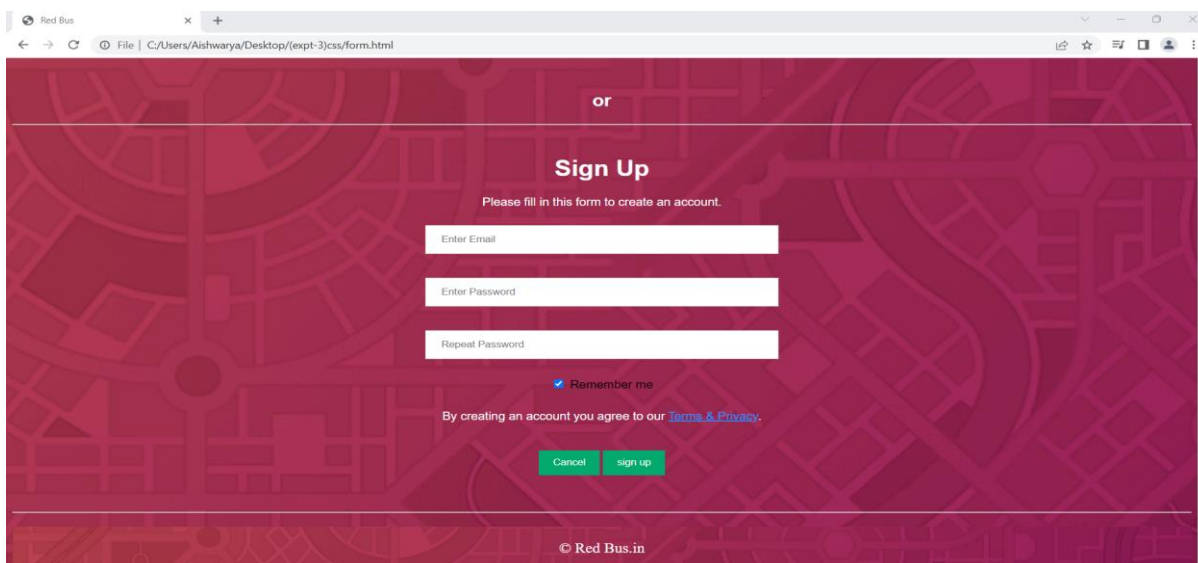 Red Bus
File | C:/Users/Aishwarya/Desktop/(expt-3)css/form.html
or
Sign Up
Please fill in this form to create an account.
Enter Email
Enter Password
Repeat Password
Remember me
By creating an account you agree to our Terms & Privacy.
Cancel sign up
© Red Bus.in